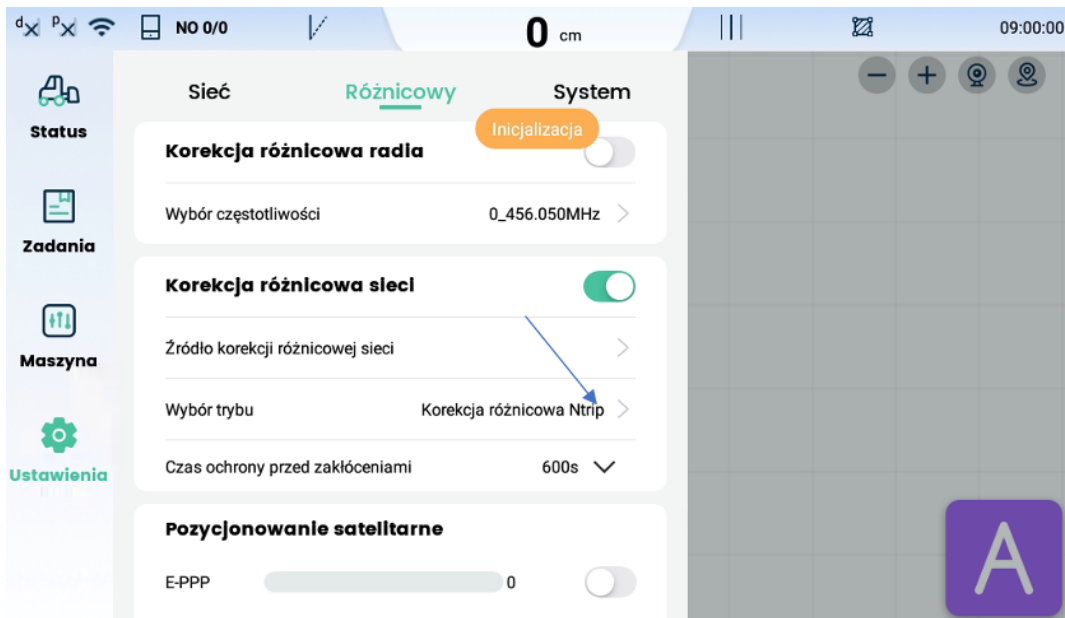 d P NO 0/0 0 cm 09:00:00
Status
Zadania
Maszyna
Ustawienia
Sieć Różnicowy System
Inicjalizacja
Korekcja różnicowa radia
Wybór częstotliwości 0_456.050MHz
Korekcja różnicowa sieci
Źródło korekcji różnicowej sieci
Wybór trybu Korekcja różnicowa Ntrip
Czas ochrony przed zakłóceniami 600s
Pozycjonowanie satelitarne
E-PPP 0
A